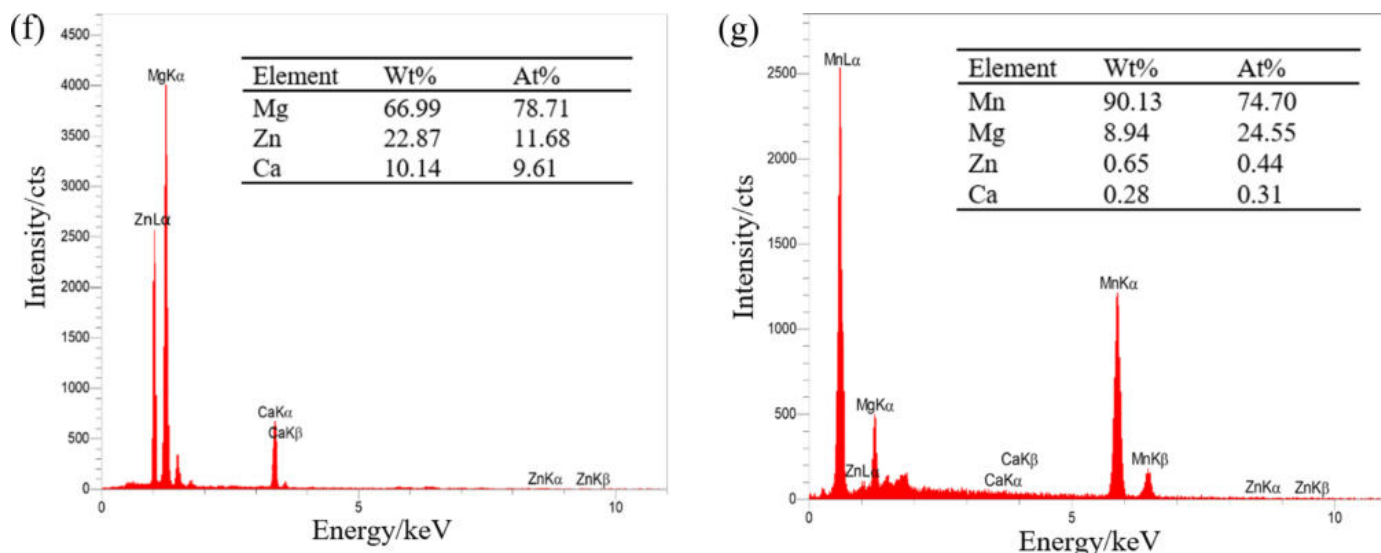 (f)
4500
4000
3500
3000
2500
2000
1500
1000
500
0
Intensity/cts
MgKα
ZnLα
CaKα
CaKβ
ZnKα
ZnKβ
Element Wt% At%
Mg 66.99 78.71
Zn 22.87 11.68
Ca 10.14 9.61
0 5 10
Energy/keV
(g)
2500
2000
1500
1000
500
0
Intensity/cts
MnLα
MgKα
ZnLα
CaKβ
CaKα
MnKα
MnKβ
ZnKα
ZnKβ
Element Wt% At%
Mn 90.13 74.70
Mg 8.94 24.55
Zn 0.65 0.44
Ca 0.28 0.31
0 5 10
Energy/keV